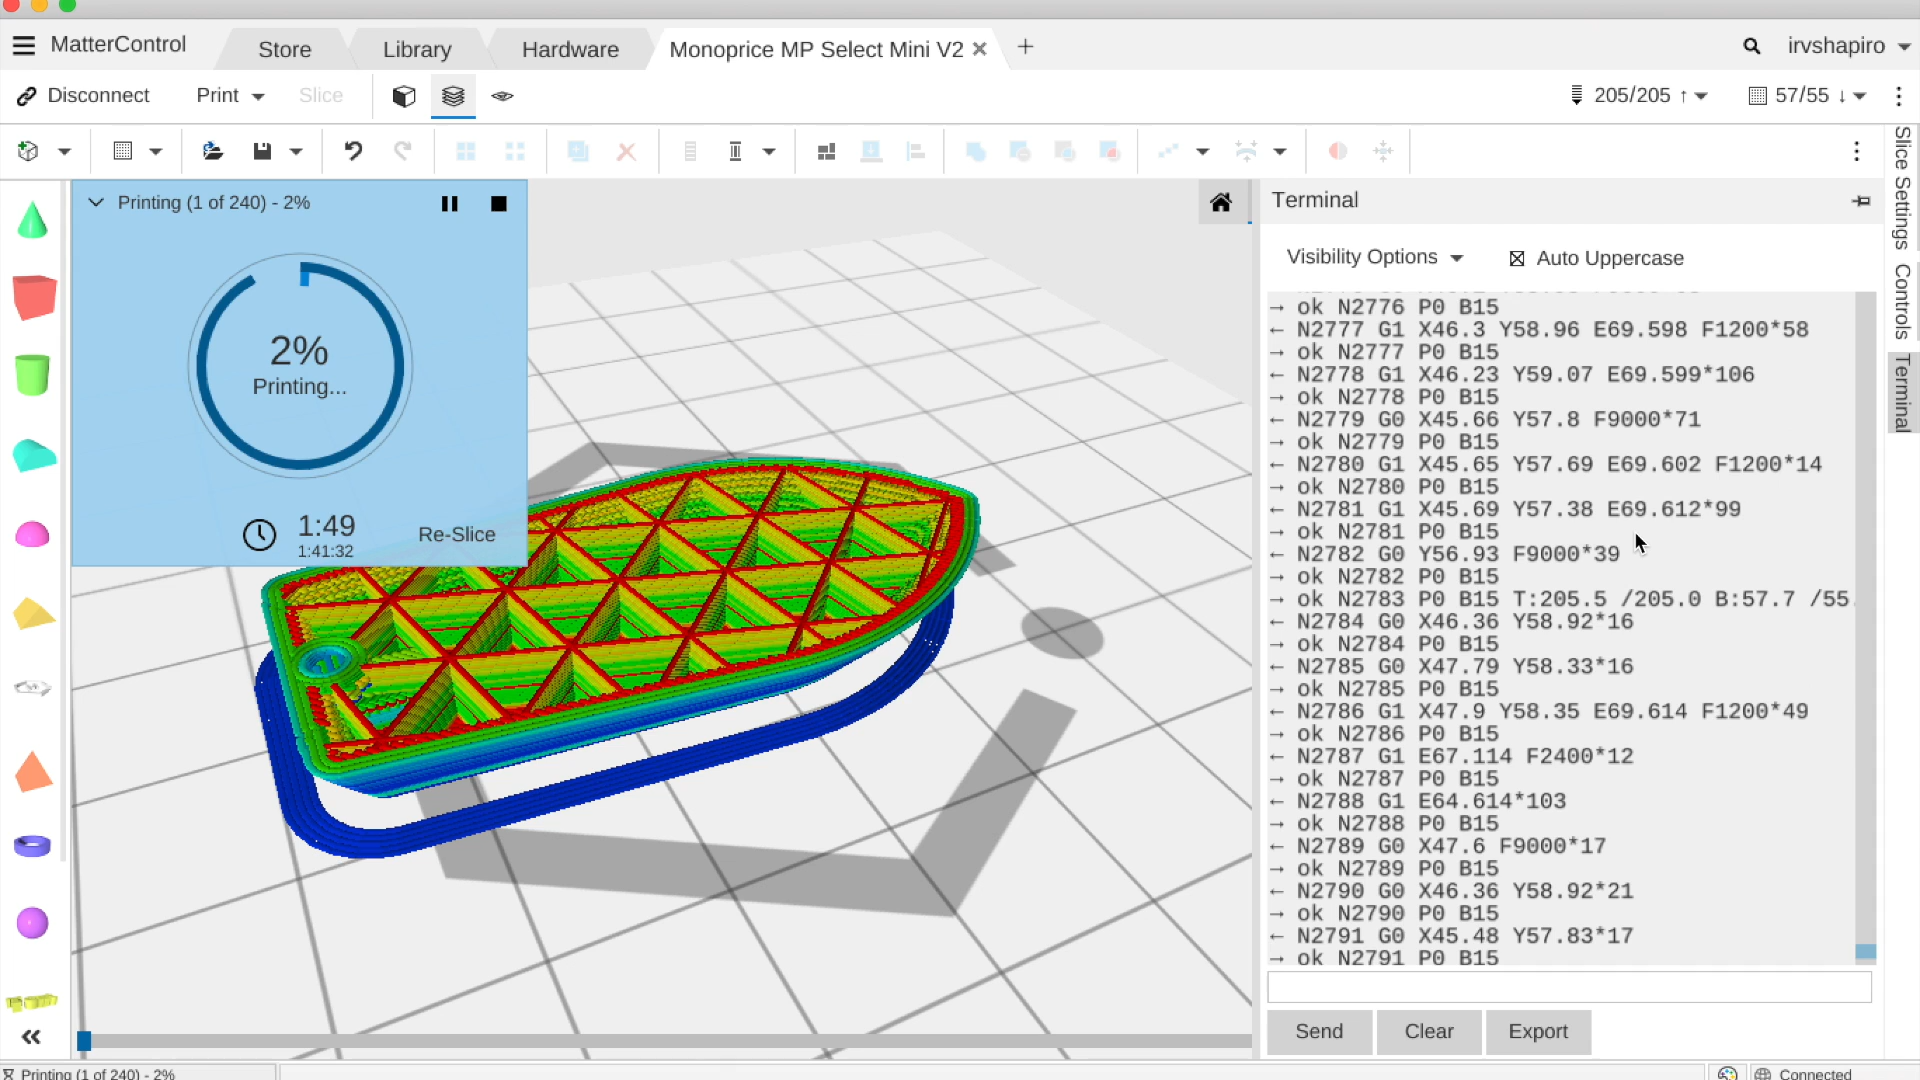 MatterControl
Store
Library
Hardware
Monoprice MP Select Mini V2
irvshapiro
Disconnect
Print
Slice
205/205 ↑
57/55 ↓
Printing (1 of 240) - 2%
2%
Printing...
1:49
1:41:32
Re-Slice
Terminal
Visibility Options
Auto Uppercase
→ ok N2776 P0 B15
← N2777 G1 X46.3 Y58.96 E69.598 F1200*58
→ ok N2777 P0 B15
← N2778 G1 X46.23 Y59.07 E69.599*106
→ ok N2778 P0 B15
← N2779 G0 X45.66 Y57.8 F9000*71
→ ok N2779 P0 B15
← N2780 G1 X45.65 Y57.69 E69.602 F1200*14
→ ok N2780 P0 B15
← N2781 G1 X45.69 Y57.38 E69.612*99
→ ok N2781 P0 B15
← N2782 G0 Y56.93 F9000*39
→ ok N2782 P0 B15
→ ok N2783 P0 B15 T:205.5 /205.0 B:57.7 /55.
← N2784 G0 X46.36 Y58.92*16
→ ok N2784 P0 B15
← N2785 G0 X47.79 Y58.33*16
→ ok N2785 P0 B15
← N2786 G1 X47.9 Y58.35 E69.614 F1200*49
→ ok N2786 P0 B15
← N2787 G1 E67.114 F2400*12
→ ok N2787 P0 B15
← N2788 G1 E64.614*103
→ ok N2788 P0 B15
← N2789 G0 X47.6 F9000*17
→ ok N2789 P0 B15
← N2790 G0 X46.36 Y58.92*21
→ ok N2790 P0 B15
← N2791 G0 X45.48 Y57.83*17
→ ok N2791 P0 B15
Send
Clear
Export
Slice Settings
Controls
Terminal
Printing (1 of 240) - 2%
Connected